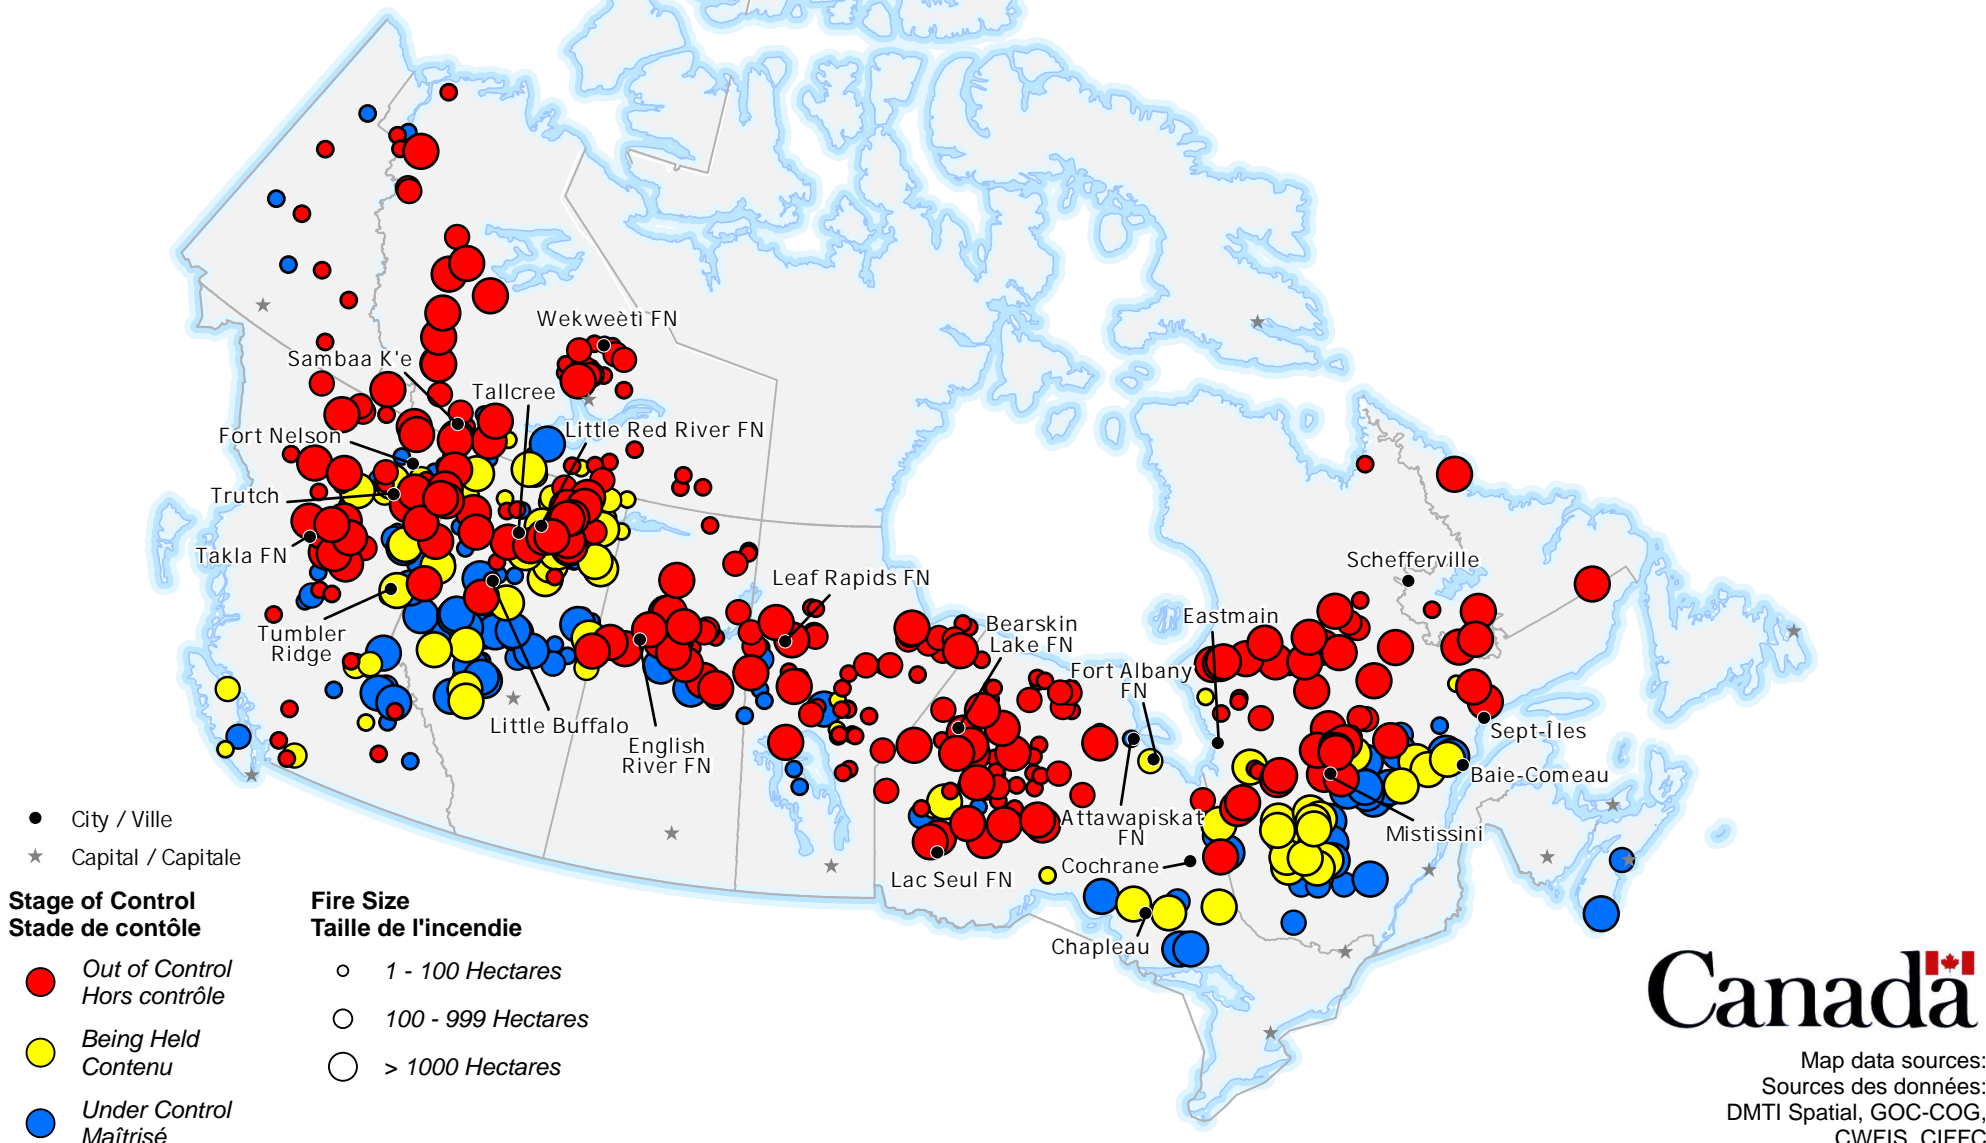 Wekweètì FN
Sambaa K'e
Tallcree
Fort Nelson
Little Red River FN
Trutch
Takla FN
Tumbler
Ridge
Little Buffalo
English
River FN
Leaf Rapids FN
Bearskin
Lake FN
Fort Albany
FN
Eastmain
Schefferville
Sept-Îles
Baie-Comeau
Mistissini
Attawapiskat
FN
Cochrane
Lac Seul FN
Chapleau
City / Ville
Capital / Capitale
Stage of Control
Stade de contôle
Out of Control
Hors contrôle
Being Held
Contenu
Under Control
Maîtrisé
Fire Size
Taille de l'incendie
1 - 100 Hectares
100 - 999 Hectares
> 1000 Hectares
Canada
Map data sources:
Sources des données:
DMTI Spatial, GOC-COG,
CWFIS, CIFFC